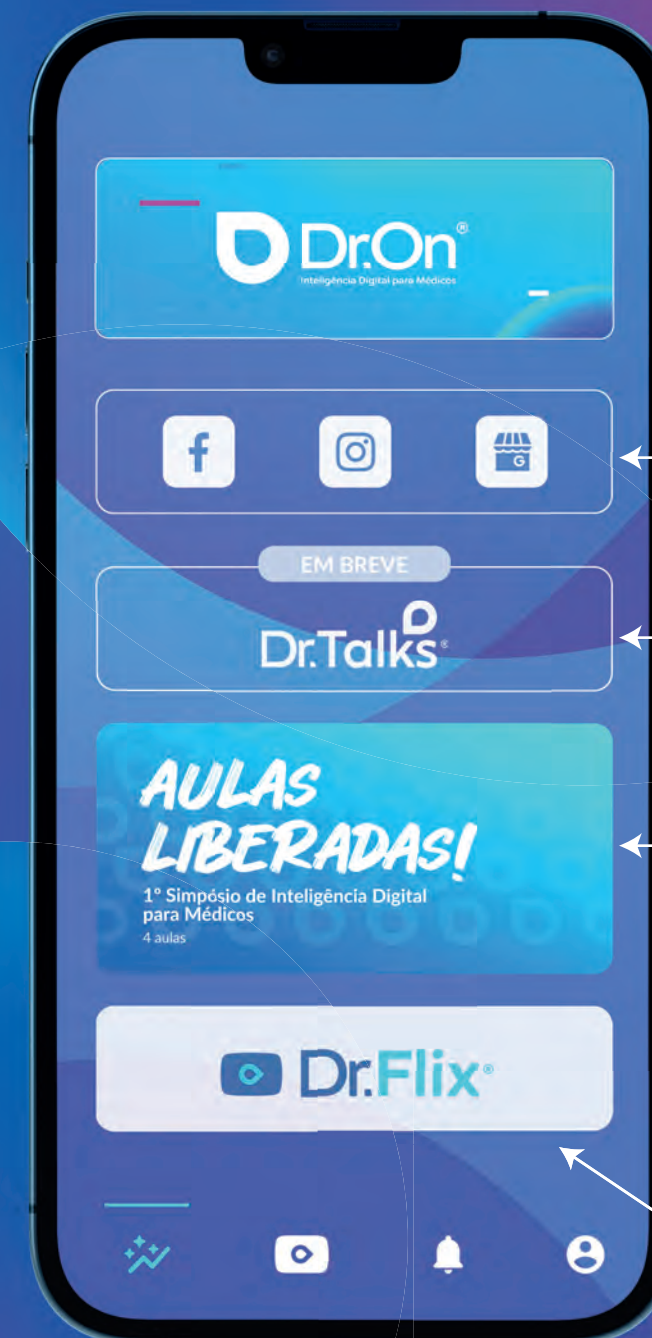 Dr.On®
Inteligência Digital para Médicos
EM BREVE
Dr.Talks®
AULAS
LIBERADAS!
1º Simpósio de Inteligência Digital
para Médicos
4 aulas
Dr.Flix®